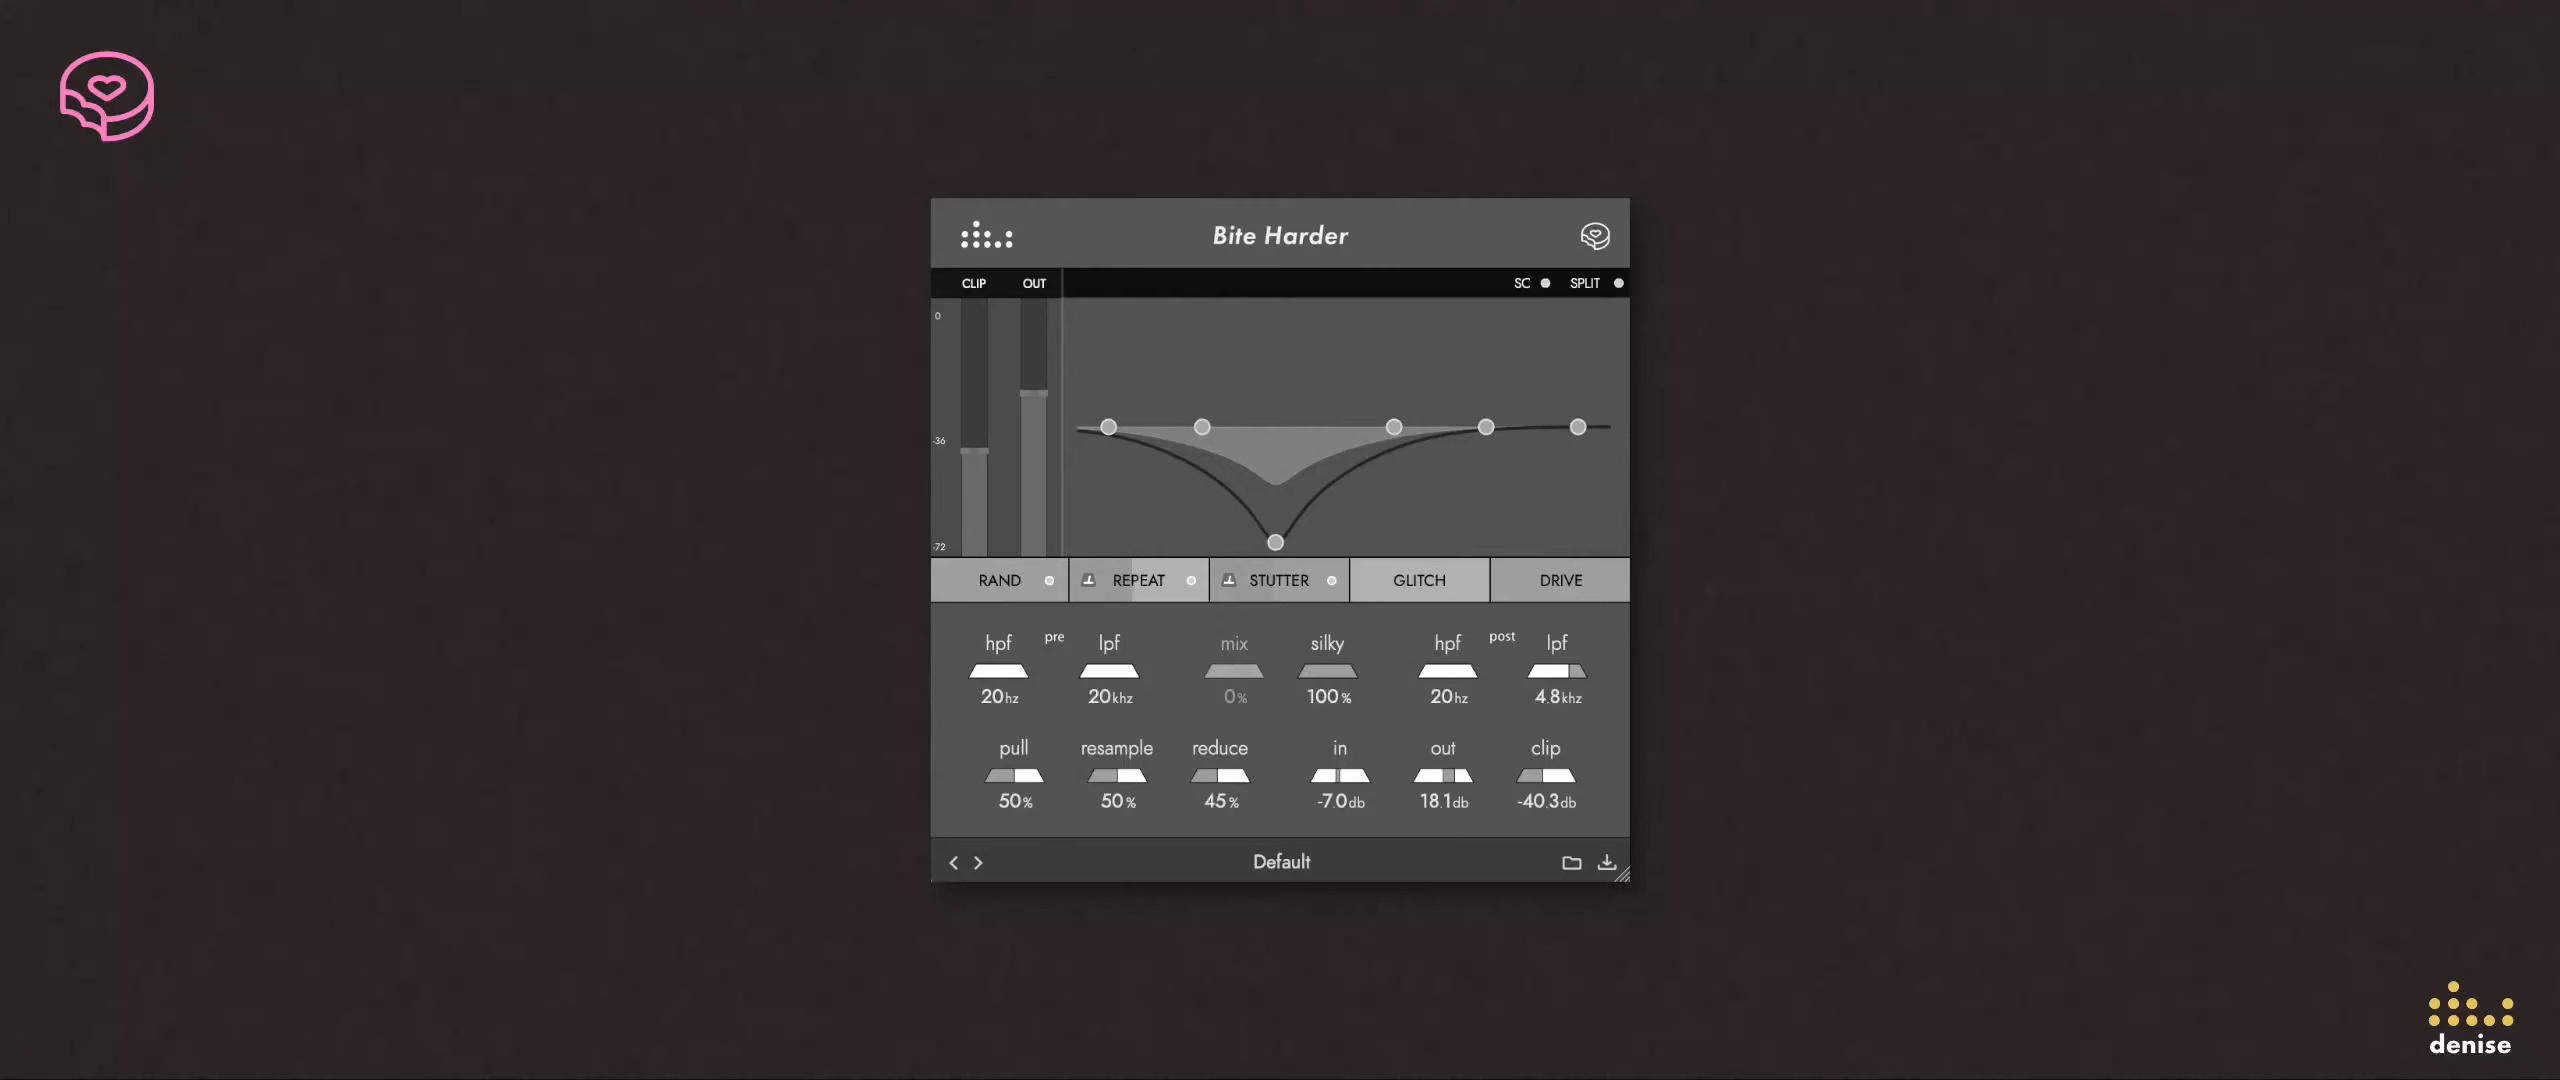 Bite Harder
CLIP OUT SC SPLIT
0
-36
-72
RAND REPEAT STUTTER GLITCH DRIVE
hpf pre lpf mix silky hpf post lpf
20hz 20khz 0% 100% 20hz 4.8khz
pull resample reduce in out clip
50% 50% 45% -7.0db 18.1db -40.3db
Default
denise